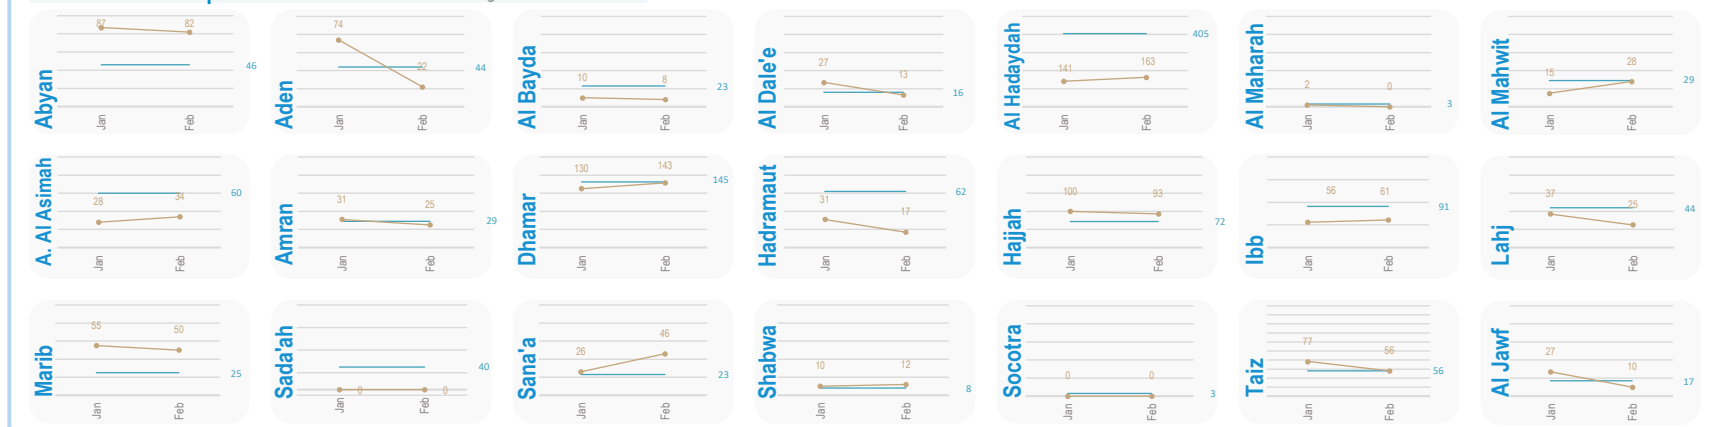 Abyan
87
82
46
Jan
Feb
Aden
74
22
44
Jan
Feb
Al Bayda
10
8
23
Jan
Feb
Al Dale'e
27
13
16
Jan
Feb
Al Hadaydah
141
163
405
Jan
Feb
Al Maharah
2
0
3
Jan
Feb
Al Mahwit
15
28
29
Jan
Feb
A. Al Asimah
28
34
60
Jan
Feb
Amran
31
25
29
Jan
Feb
Dhamar
130
143
145
Jan
Feb
Hadramaut
31
17
62
Jan
Feb
Hajjah
100
93
72
Jan
Feb
Ibb
56
61
91
Jan
Feb
Lahj
37
25
44
Jan
Feb
Marib
55
50
25
Jan
Feb
Sada'ah
0
0
40
Jan
Feb
Sana'a
26
46
23
Jan
Feb
Shabwa
10
12
8
Jan
Feb
Socotra
0
0
3
Jan
Feb
Taiz
77
56
56
Jan
Feb
Al Jawf
27
10
17
Jan
Feb